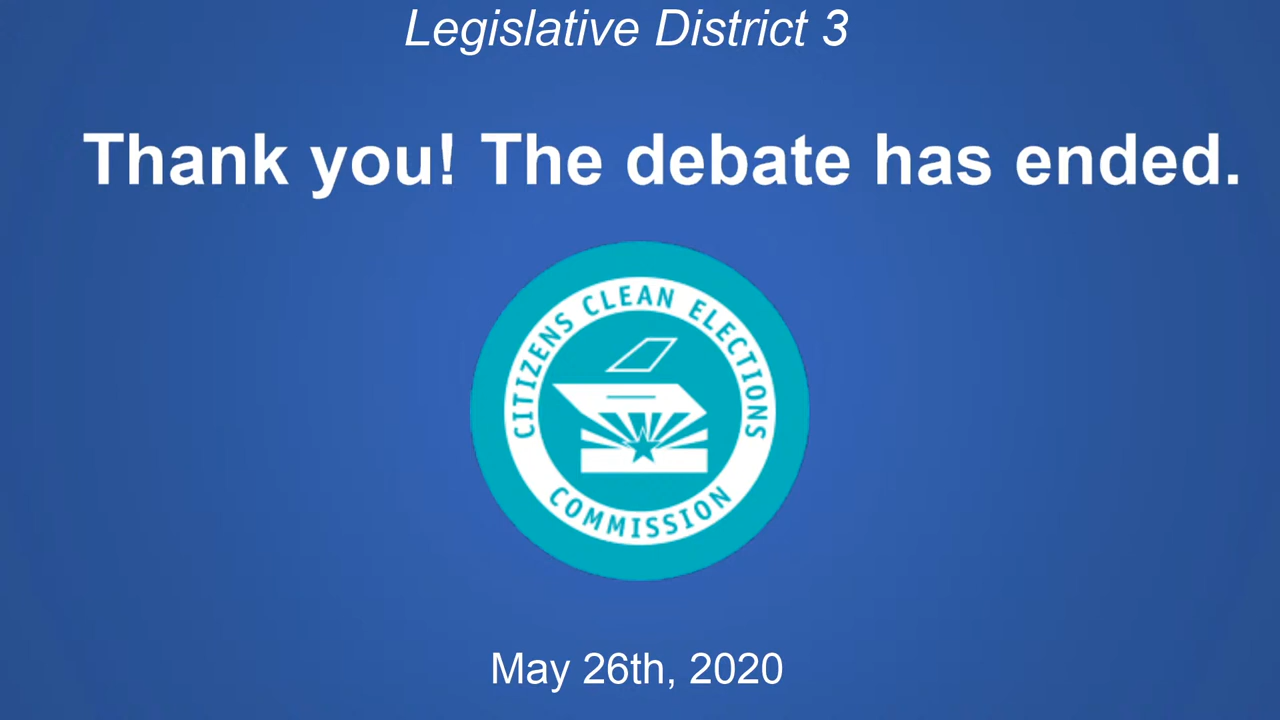 Legislative District 3
Thank you! The debate has ended.
CITIZENS CLEAN ELECTIONS
COMMISSION
May 26th, 2020